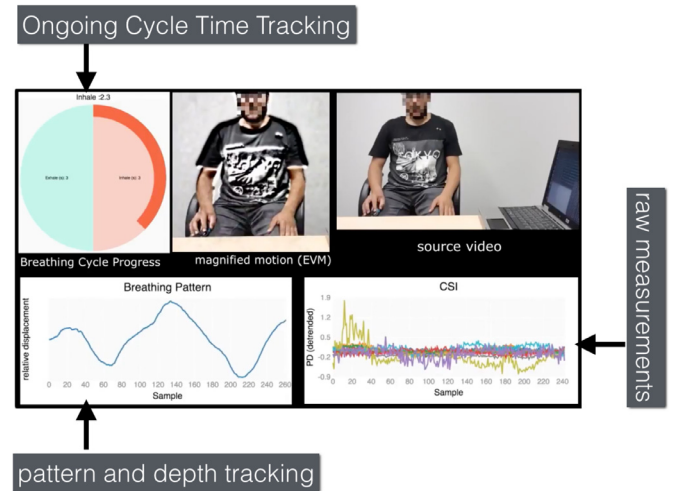 Ongoing Cycle Time Tracking
Inhale :2.3
Exhale (s): 3
Inhale (s): 3
TOKYO
Breathing Cycle Progress
magnified motion (EVM)
source video
raw measurements
Breathing Pattern
relative displacement
0 20 40 60 80 100 120 140 160 180 200 220 240 260
Sample
CSI
PD (detrended)
1.9
1.2
0.5
-0.2
-0.9
0 20 40 60 80 100 120 140 160 180 200 220 240
Sample
pattern and depth tracking